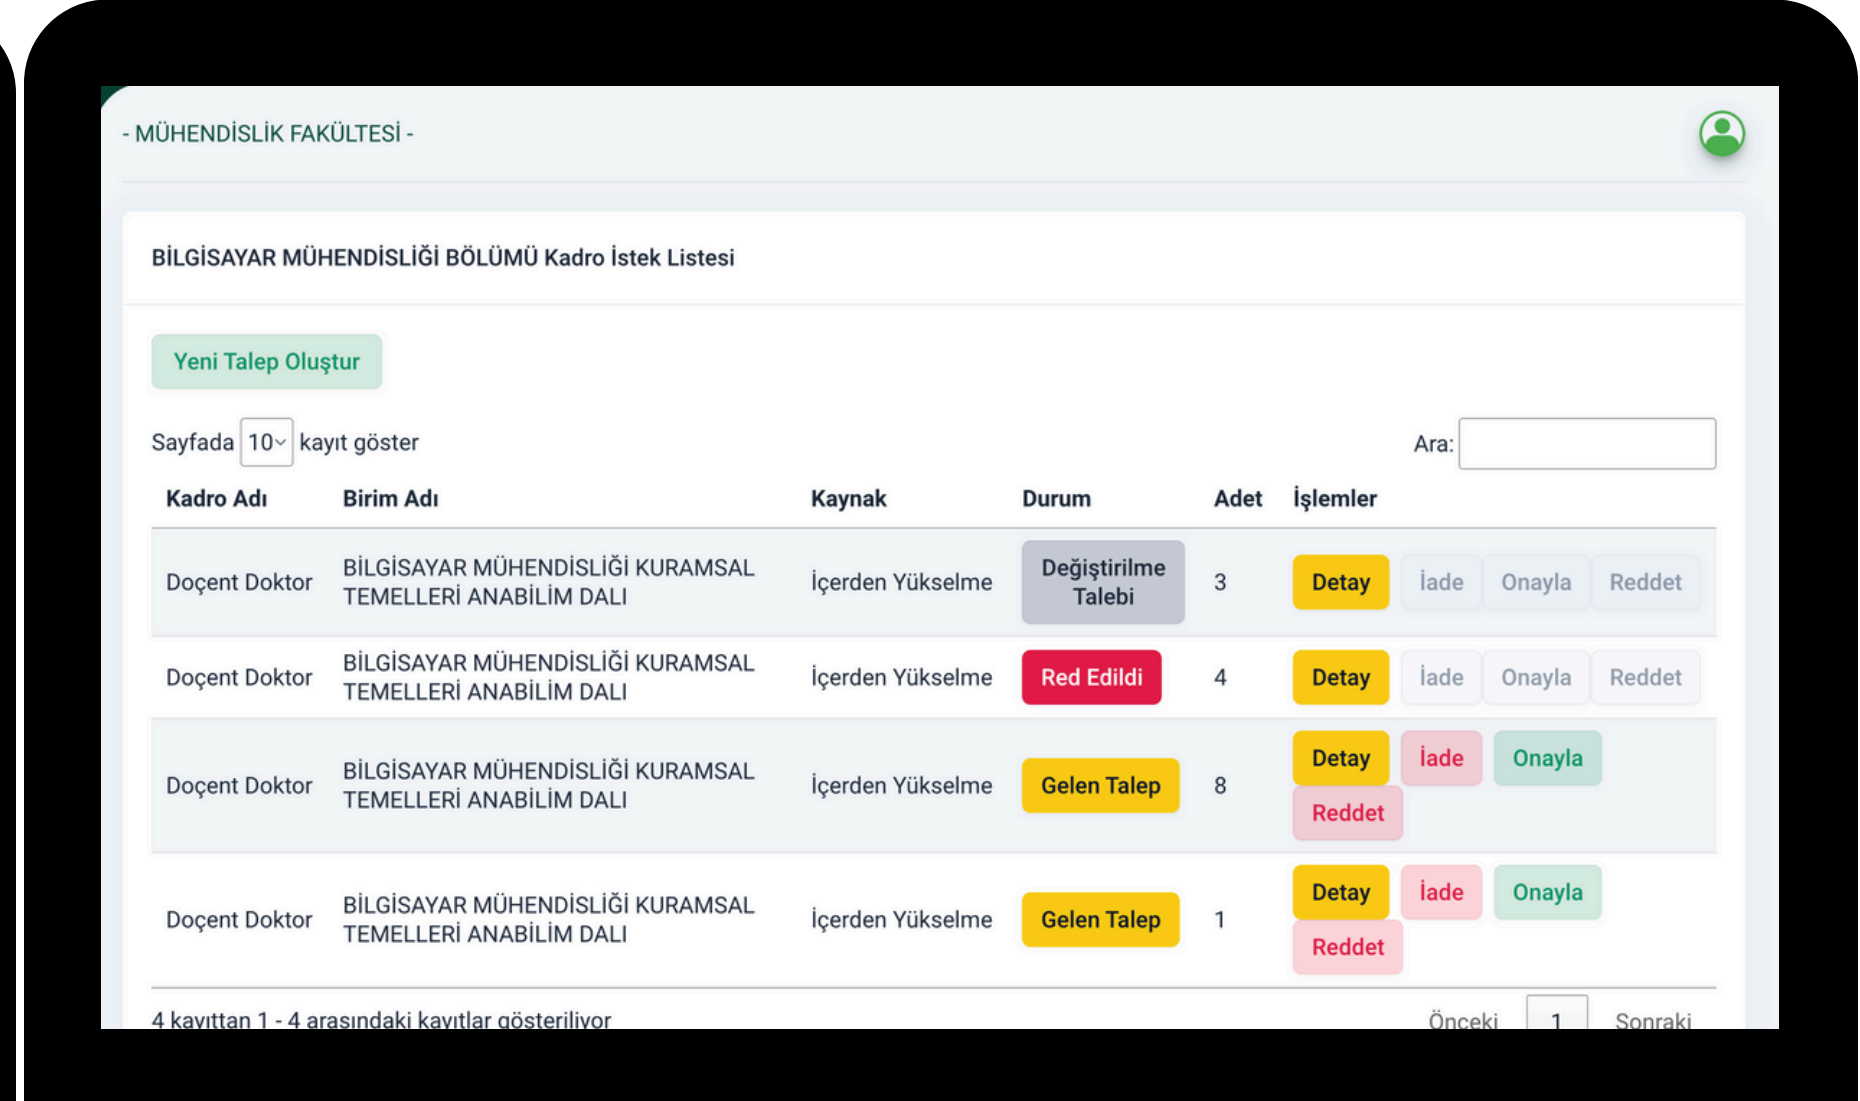 - MÜHENDİSLİK FAKÜLTESİ -
BİLGİSAYAR MÜHENDİSLİĞİ BÖLÜMÜ Kadro İstek Listesi
Yeni Talep Oluştur
Sayfada 10 kayıt göster
Ara:
Kadro Adı Birim Adı Kaynak Durum Adet İşlemler
Doçent Doktor BİLGİSAYAR MÜHENDİSLİĞİ KURAMSAL TEMELLERİ ANABİLİM DALI İçerden Yükselme Değiştirilme Talebi 3 Detay İade Onayla Reddet
Doçent Doktor BİLGİSAYAR MÜHENDİSLİĞİ KURAMSAL TEMELLERİ ANABİLİM DALI İçerden Yükselme Red Edildi 4 Detay İade Onayla Reddet
Doçent Doktor BİLGİSAYAR MÜHENDİSLİĞİ KURAMSAL TEMELLERİ ANABİLİM DALI İçerden Yükselme Gelen Talep 8 Detay İade Onayla Reddet
Doçent Doktor BİLGİSAYAR MÜHENDİSLİĞİ KURAMSAL TEMELLERİ ANABİLİM DALI İçerden Yükselme Gelen Talep 1 Detay İade Onayla Reddet
4 kayıttan 1 - 4 arasındaki kayıtlar gösteriliyor
Önceki 1 Sonraki